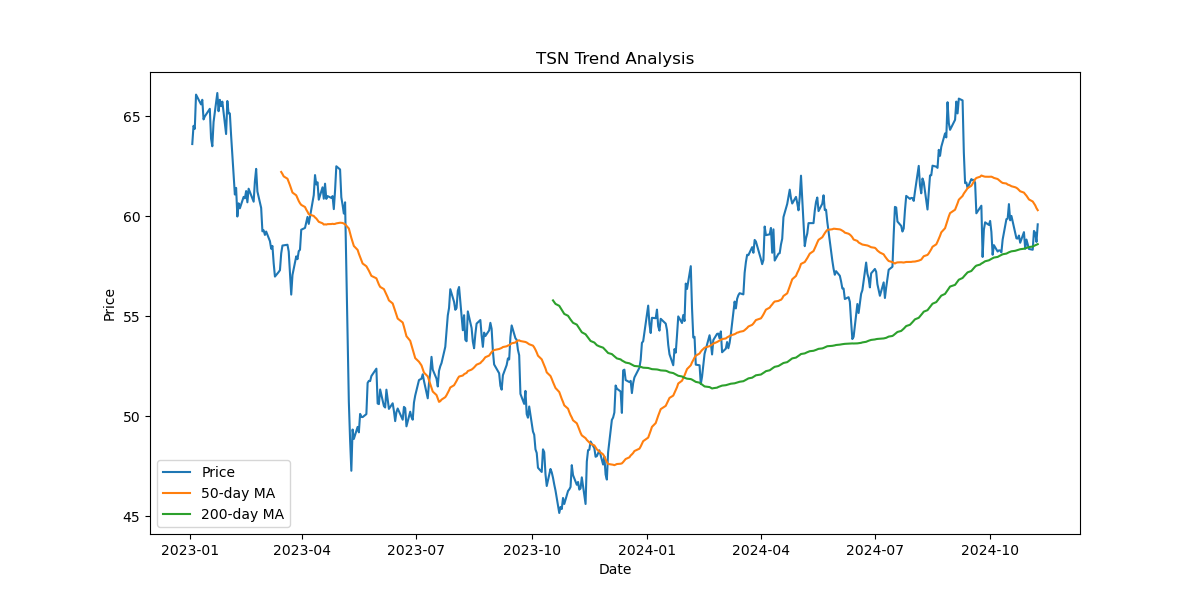 TSN Trend Analysis
Price
65
60
55
50
45
Price
50-day MA
200-day MA
2023-01 2023-04 2023-07 2023-10 2024-01 2024-04 2024-07 2024-10
Date